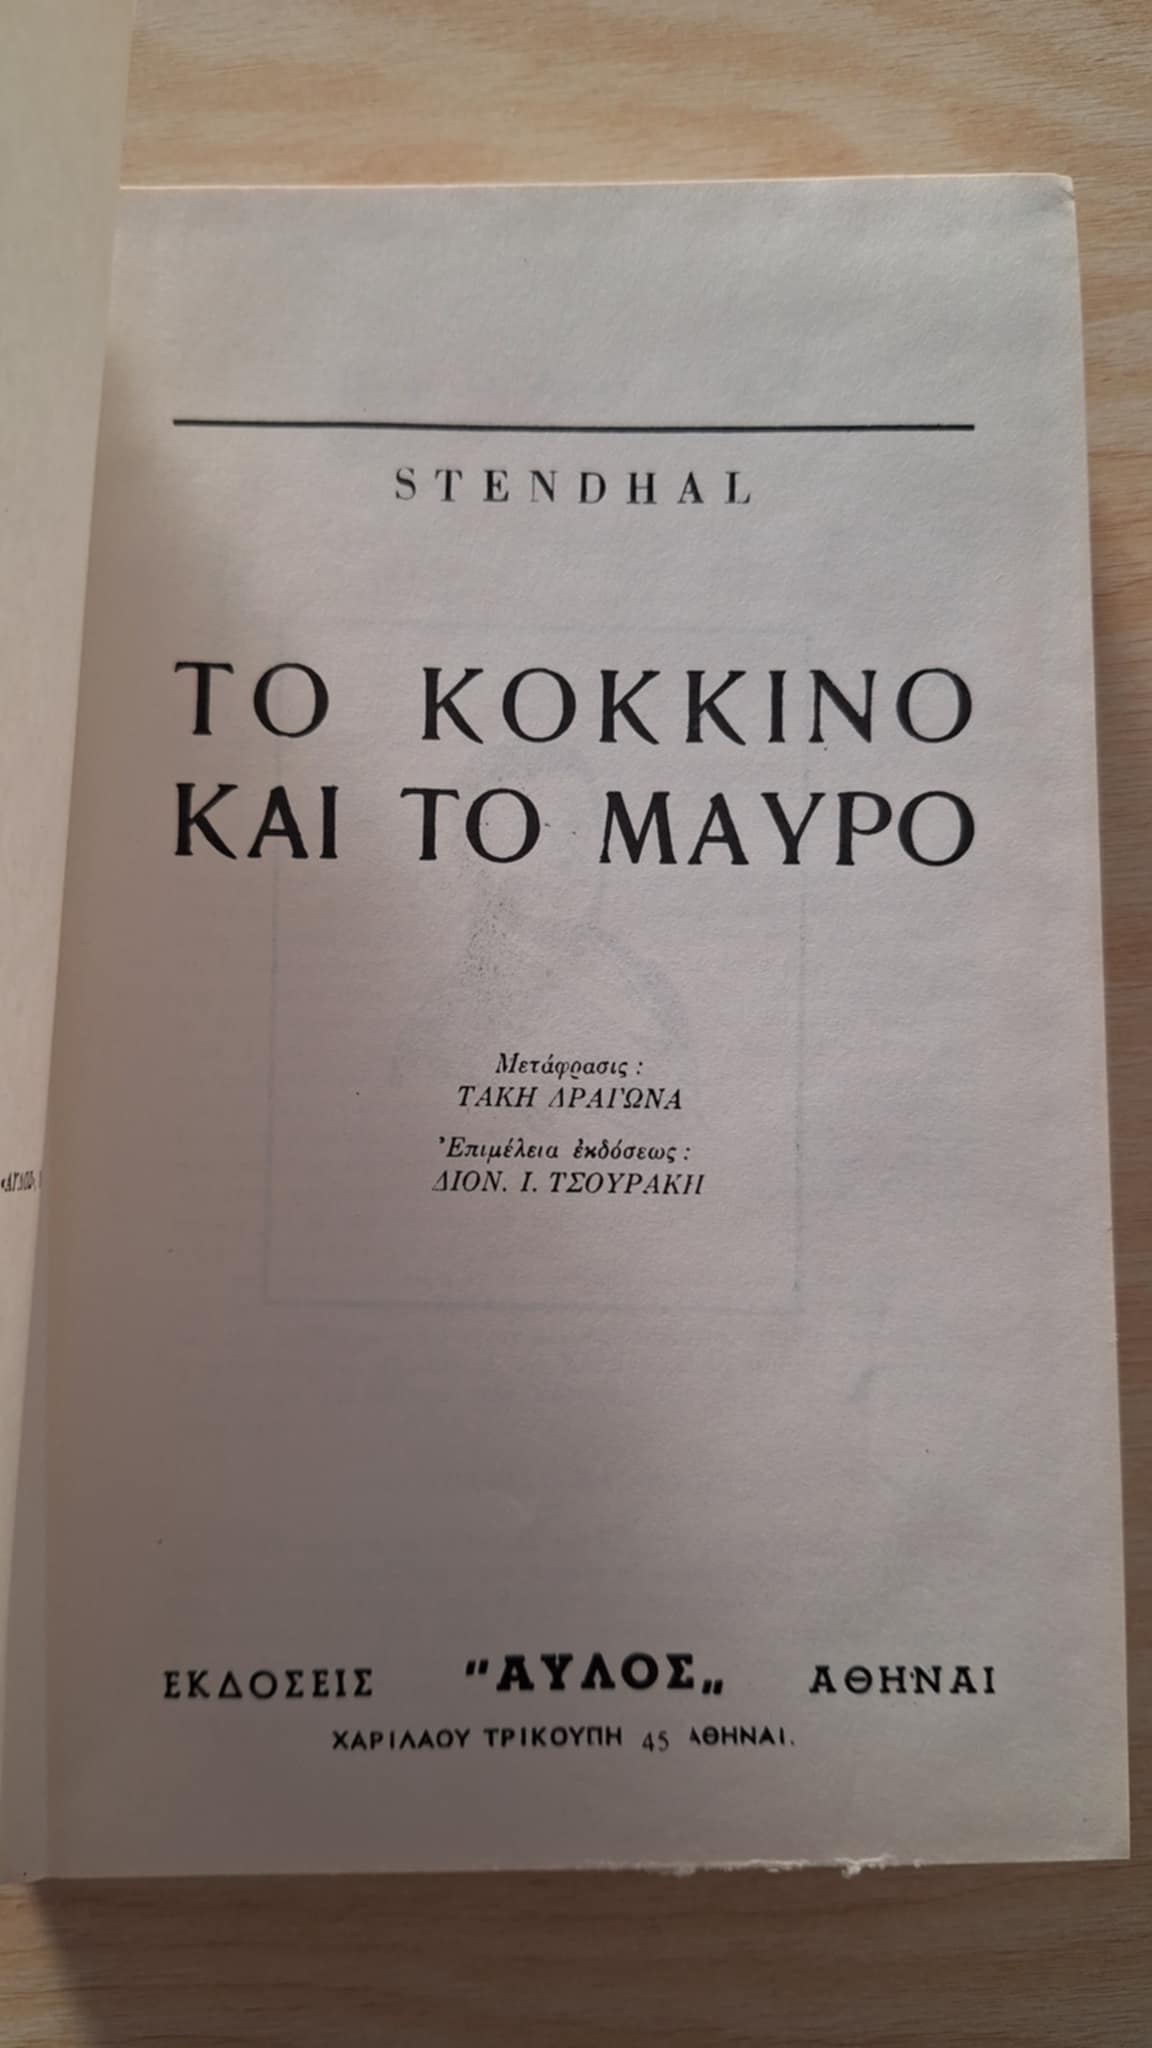 STENDHAL
ΤΟ ΚΟΚΚΙΝΟ
ΚΑΙ ΤΟ ΜΑΥΡΟ
Μετάφρασις :
ΤΑΚΗ ΔΡΑΓΩΝΑ
Ἐπιμέλεια ἐκδόσεως :
ΔΙΟΝ. Ι. ΤΣΟΥΡΑΚΗ
ΕΚΔΟΣΕΙΣ "ΑΥΛΟΣ„ ΑΘΗΝΑΙ
ΧΑΡΙΛΑΟΥ ΤΡΙΚΟΥΠΗ 45 ΑΘΗΝΑΙ.